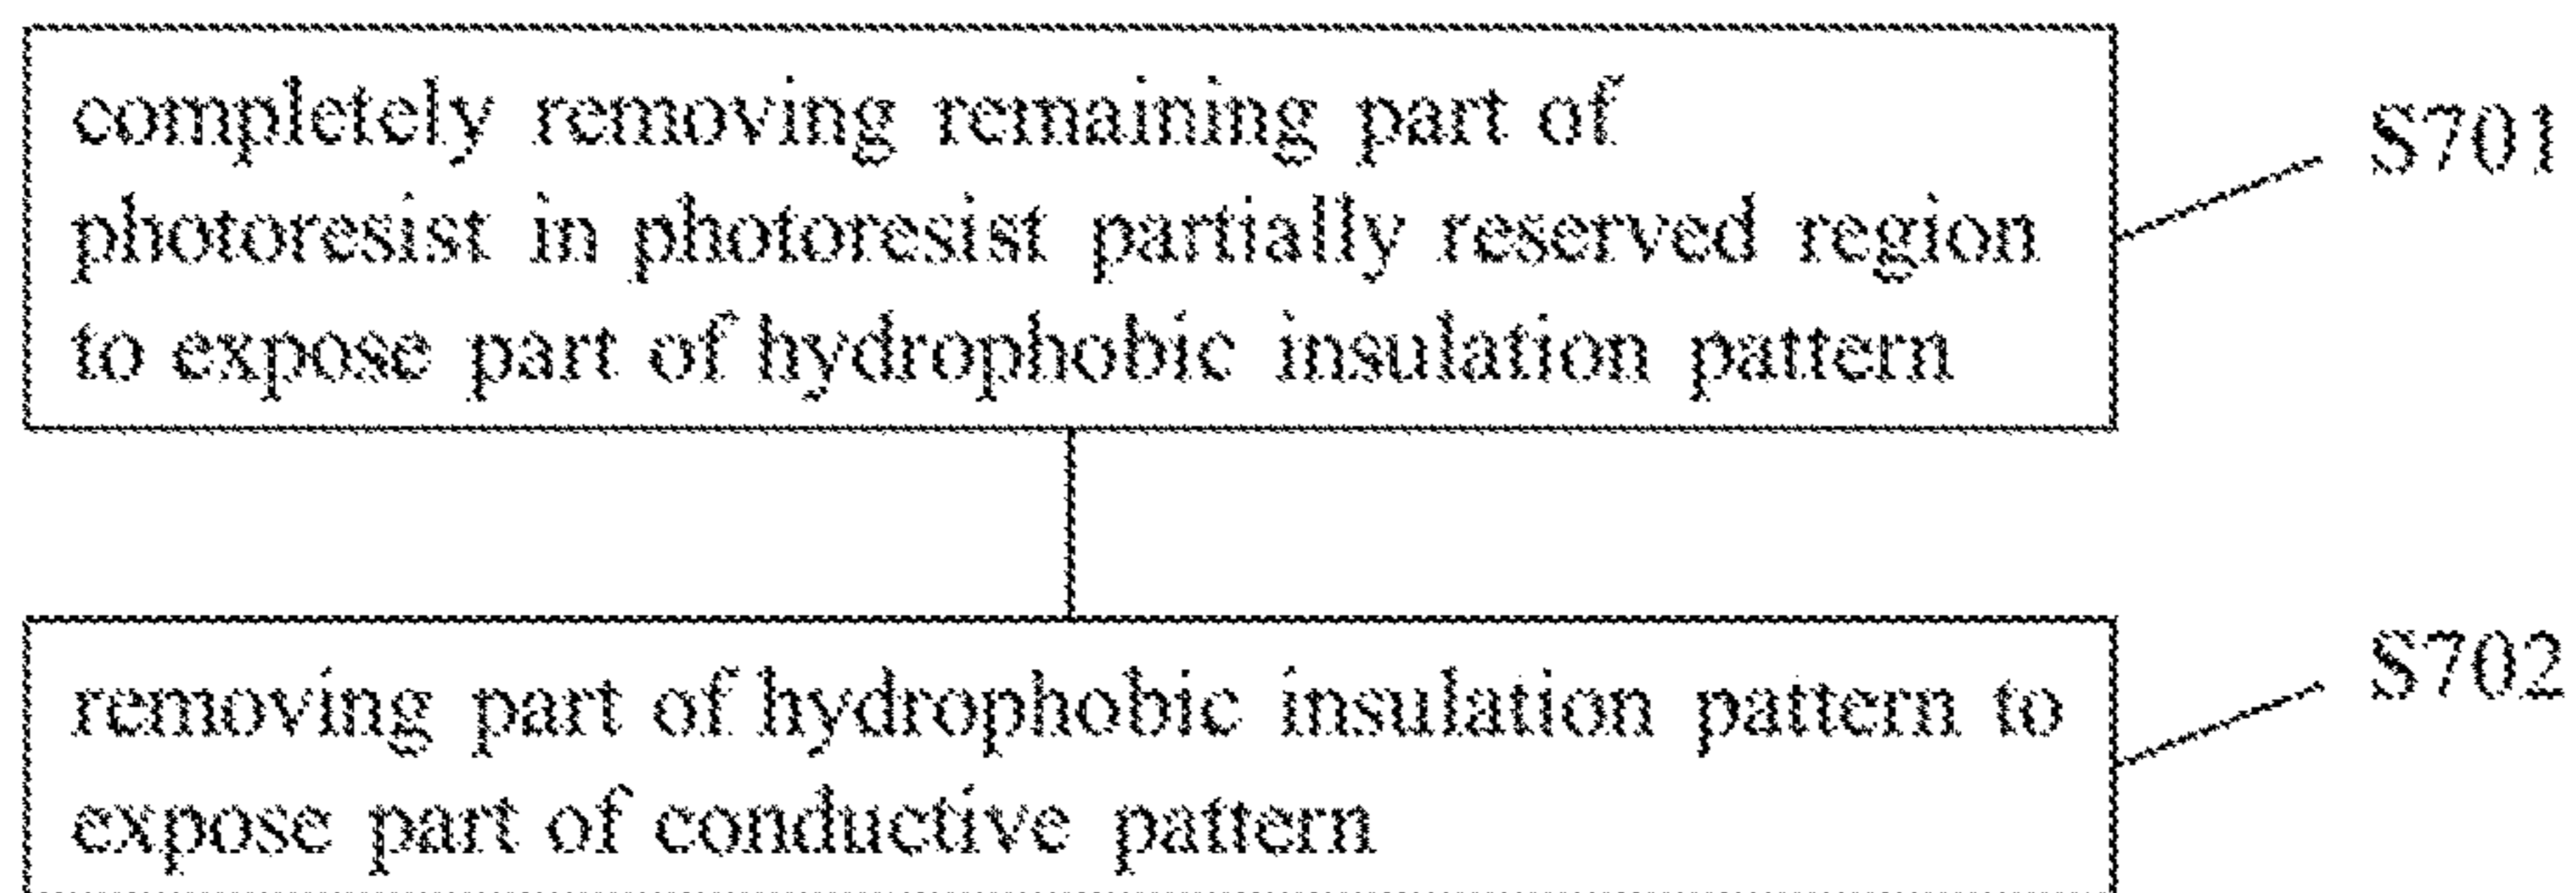 completely removing remaining part of
photoresist in photoresist partially reserved region
to expose part of hydrophobic insulation pattern
S701
removing part of hydrophobic insulation pattern to
expose part of conductive pattern
S702